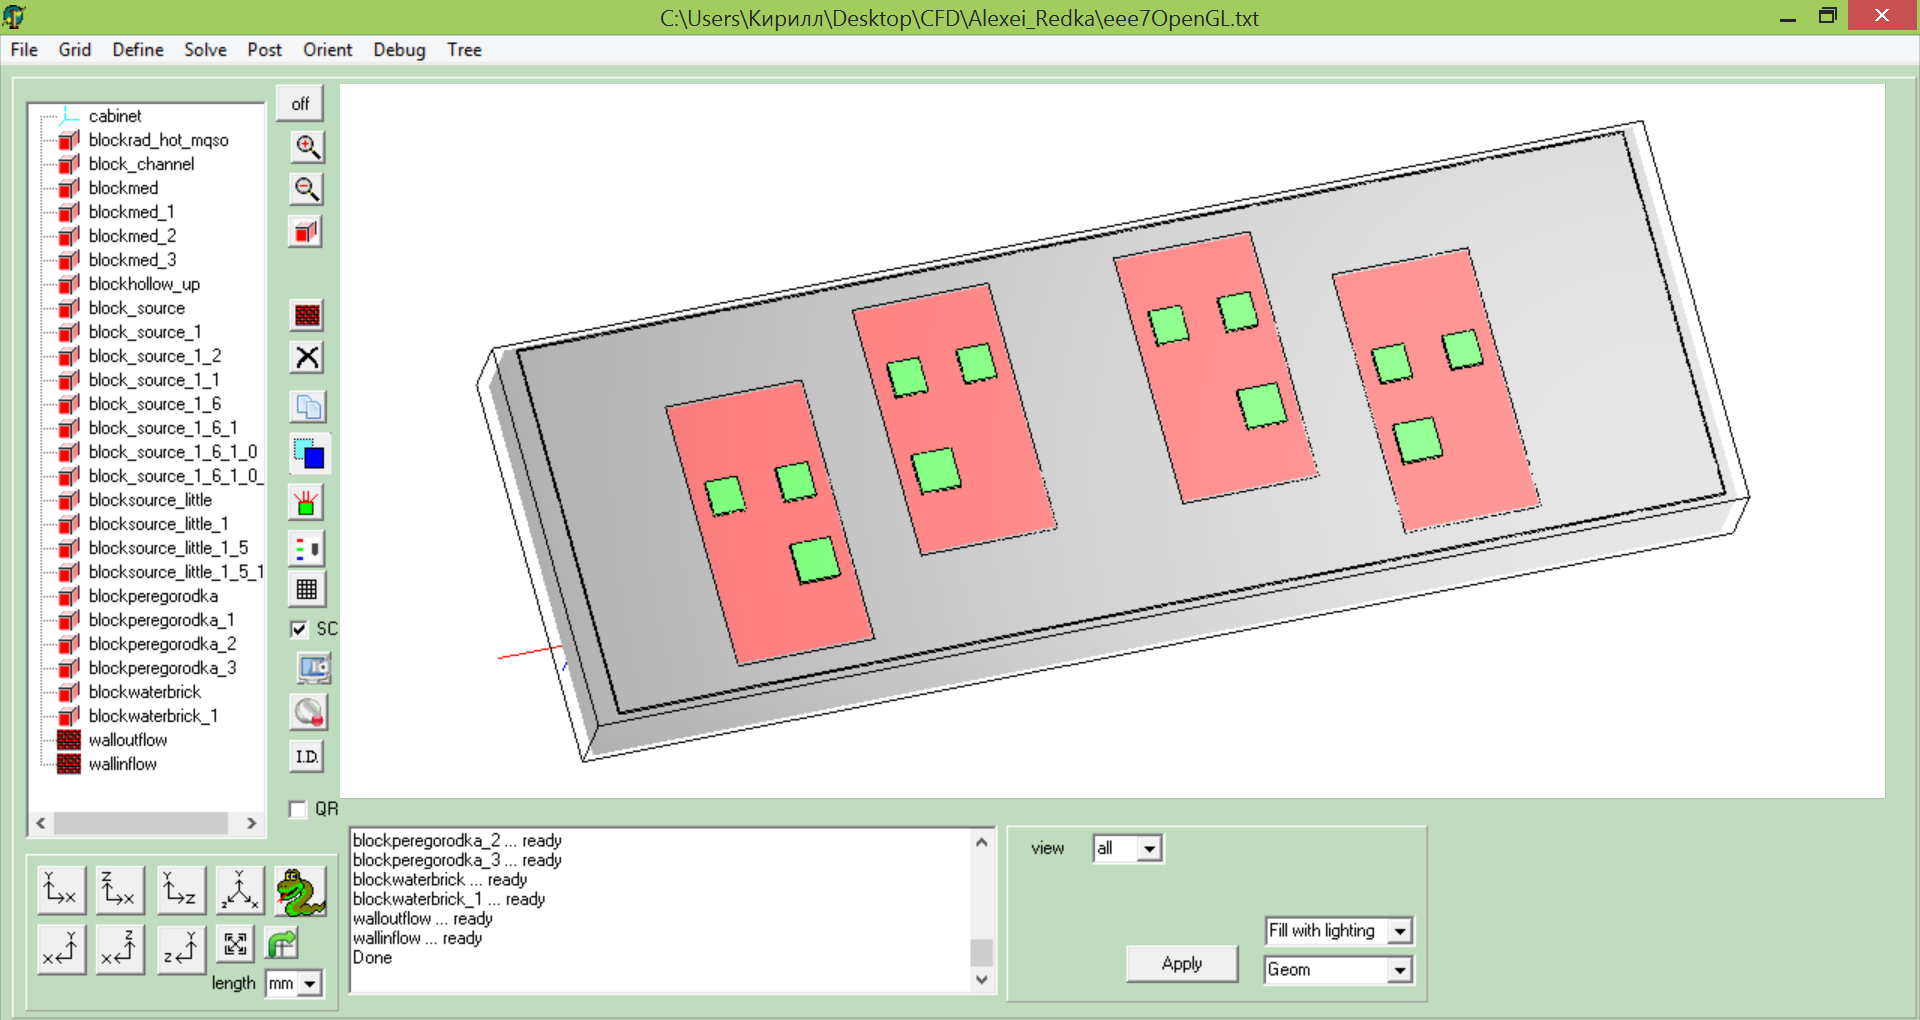 C:\Users\Кирилл\Desktop\CFD\Alexei_Redka\eee7OpenGL.txt
File Grid Define Solve Post Orient Debug Tree
cabinet
blockrad_hot_mqso
block_channel
blockmed
blockmed_1
blockmed_2
blockmed_3
blockhollow_up
block_source
block_source_1
block_source_1_2
block_source_1_1
block_source_1_6
block_source_1_6_1
block_source_1_6_1_0
block_source_1_6_1_0_
blocksource_little
blocksource_little_1
blocksource_little_1_5
blocksource_little_1_5_1
blockperegorodka
blockperegorodka_1
blockperegorodka_2
blockperegorodka_3
blockwaterbrick
blockwaterbrick_1
walloutflow
wallinflow
off
SC
I.D.
QR
Y X
Z X
Y Z
Y Z X
X Y
X Z
Z Y
length mm
blockperegorodka_2 ... ready
blockperegorodka_3 ... ready
blockwaterbrick ... ready
blockwaterbrick_1 ... ready
walloutflow ... ready
wallinflow ... ready
Done
view all
Fill with lighting
Apply
Geom